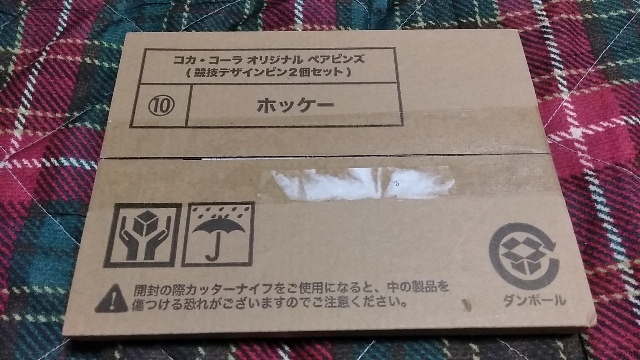 コカ・コーラ オリジナル ペアピンズ
(競技デザインピン2個セット)
⑩ ホッケー
開封の際カッターナイフをご使用になると、中の製品を
傷つける恐れがございますのでご注意ください。
ダンボール